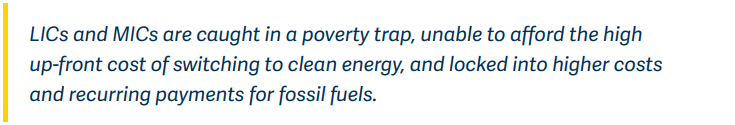 LICs and MICs are caught in a poverty trap, unable to afford the high
up-front cost of switching to clean energy, and locked into higher costs
and recurring payments for fossil fuels.